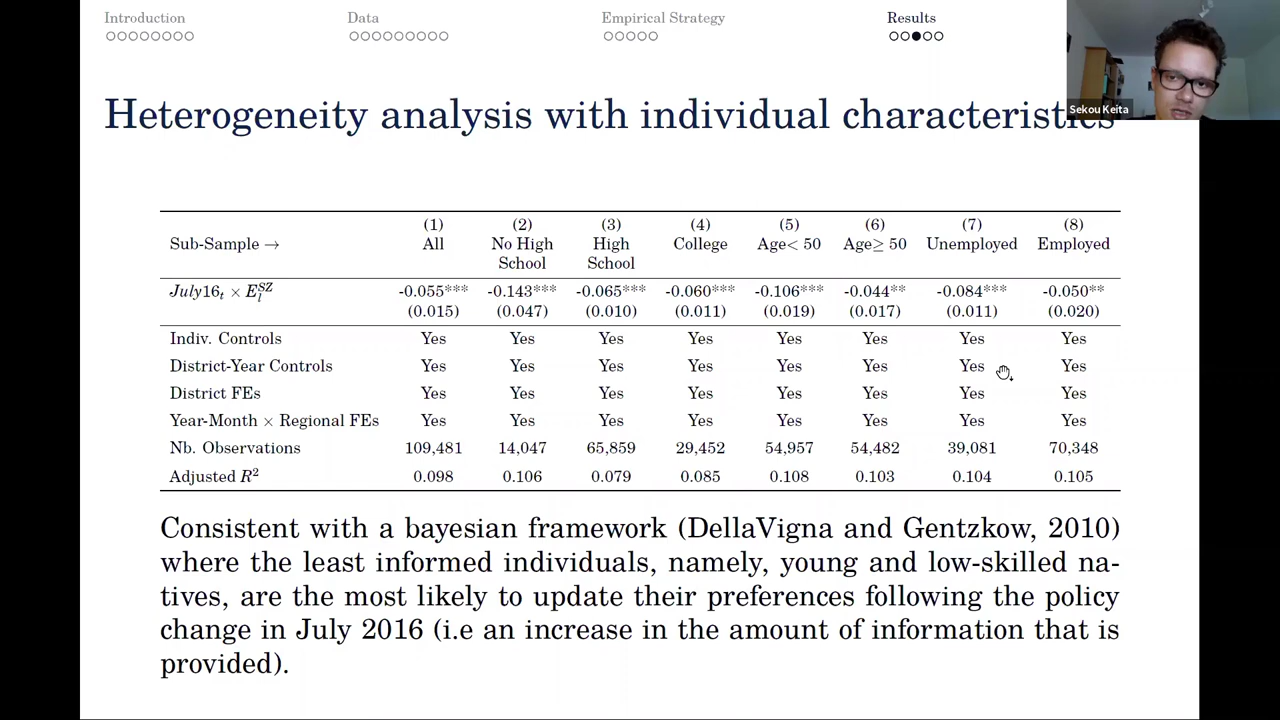 Introduction Data Empirical Strategy Results
Sekou Keita
Heterogeneity analysis with individual characteristics
(1) (2) (3) (4) (5) (6) (7) (8)
Sub-Sample → All No High High College Age< 50 Age≥ 50 Unemployed Employed
School School
July16_t × E_l^{SZ} -0.055*** -0.143*** -0.065*** -0.060*** -0.106*** -0.044** -0.084*** -0.050**
(0.015) (0.047) (0.010) (0.011) (0.019) (0.017) (0.011) (0.020)
Indiv. Controls Yes Yes Yes Yes Yes Yes Yes Yes
District-Year Controls Yes Yes Yes Yes Yes Yes Yes Yes
District FEs Yes Yes Yes Yes Yes Yes Yes Yes
Year-Month × Regional FEs Yes Yes Yes Yes Yes Yes Yes Yes
Nb. Observations 109,481 14,047 65,859 29,452 54,957 54,482 39,081 70,348
Adjusted R² 0.098 0.106 0.079 0.085 0.108 0.103 0.104 0.105
Consistent with a bayesian framework (DellaVigna and Gentzkow, 2010)
where the least informed individuals, namely, young and low-skilled na-
tives, are the most likely to update their preferences following the policy
change in July 2016 (i.e an increase in the amount of information that is
provided).